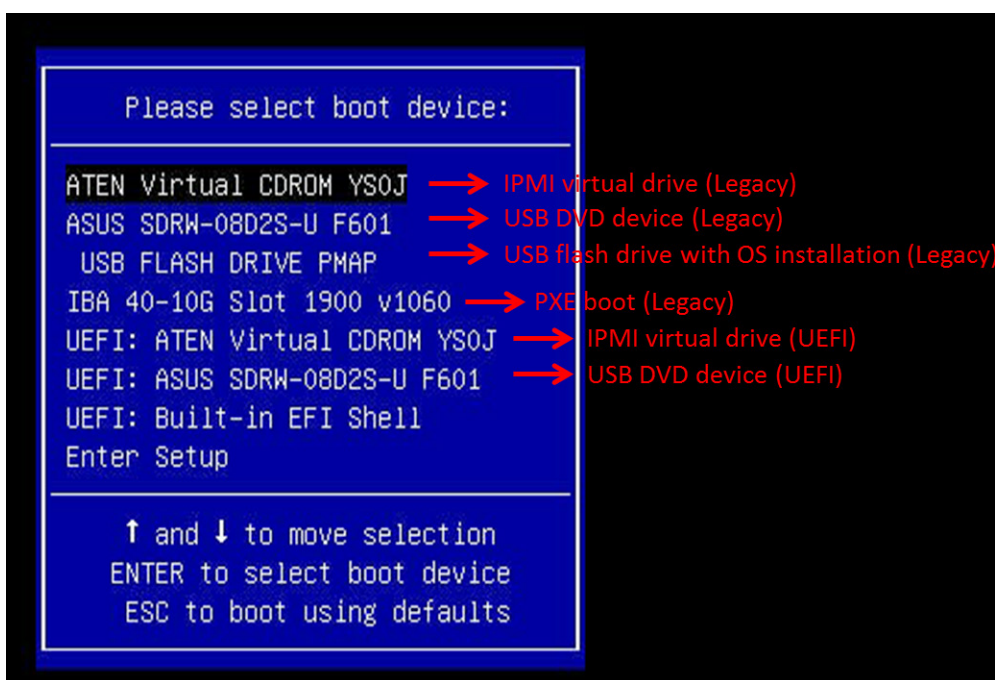 Please select boot device:
ATEN Virtual CDROM YS0J IPMI virtual drive (Legacy)
ASUS SDRW-08D2S-U F601 USB DVD device (Legacy)
USB FLASH DRIVE PMAP USB flash drive with OS installation (Legacy)
IBA 40-10G Slot 1900 v1060 PXE boot (Legacy)
UEFI: ATEN Virtual CDROM YS0J IPMI virtual drive (UEFI)
UEFI: ASUS SDRW-08D2S-U F601 USB DVD device (UEFI)
UEFI: Built-in EFI Shell
Enter Setup
↑ and ↓ to move selection
ENTER to select boot device
ESC to boot using defaults